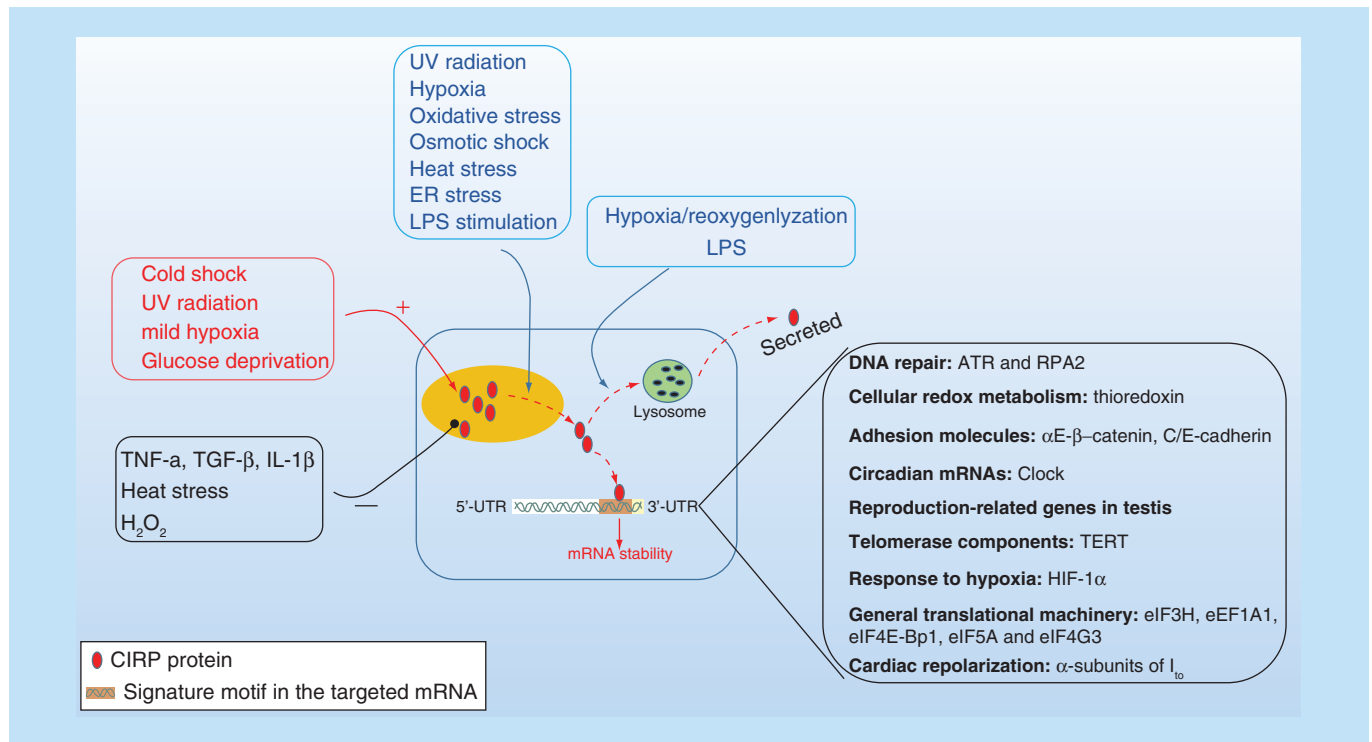 UV radiation
Hypoxia
Oxidative stress
Osmotic shock
Heat stress
ER stress
LPS stimulation
Hypoxia/reoxygenlyzation
LPS
Cold shock
UV radiation
mild hypoxia
Glucose deprivation
+
Secreted
Lysosome
TNF-a, TGF-β, IL-1β
Heat stress
H₂O₂
–
5'-UTR
3'-UTR
mRNA stability
DNA repair: ATR and RPA2
Cellular redox metabolism: thioredoxin
Adhesion molecules: αE-β–catenin, C/E-cadherin
Circadian mRNAs: Clock
Reproduction-related genes in testis
Telomerase components: TERT
Response to hypoxia: HIF-1α
General translational machinery: eIF3H, eEF1A1,
eIF4E-Bp1, eIF5A and eIF4G3
Cardiac repolarization: α-subunits of Ito
CIRP protein
Signature motif in the targeted mRNA